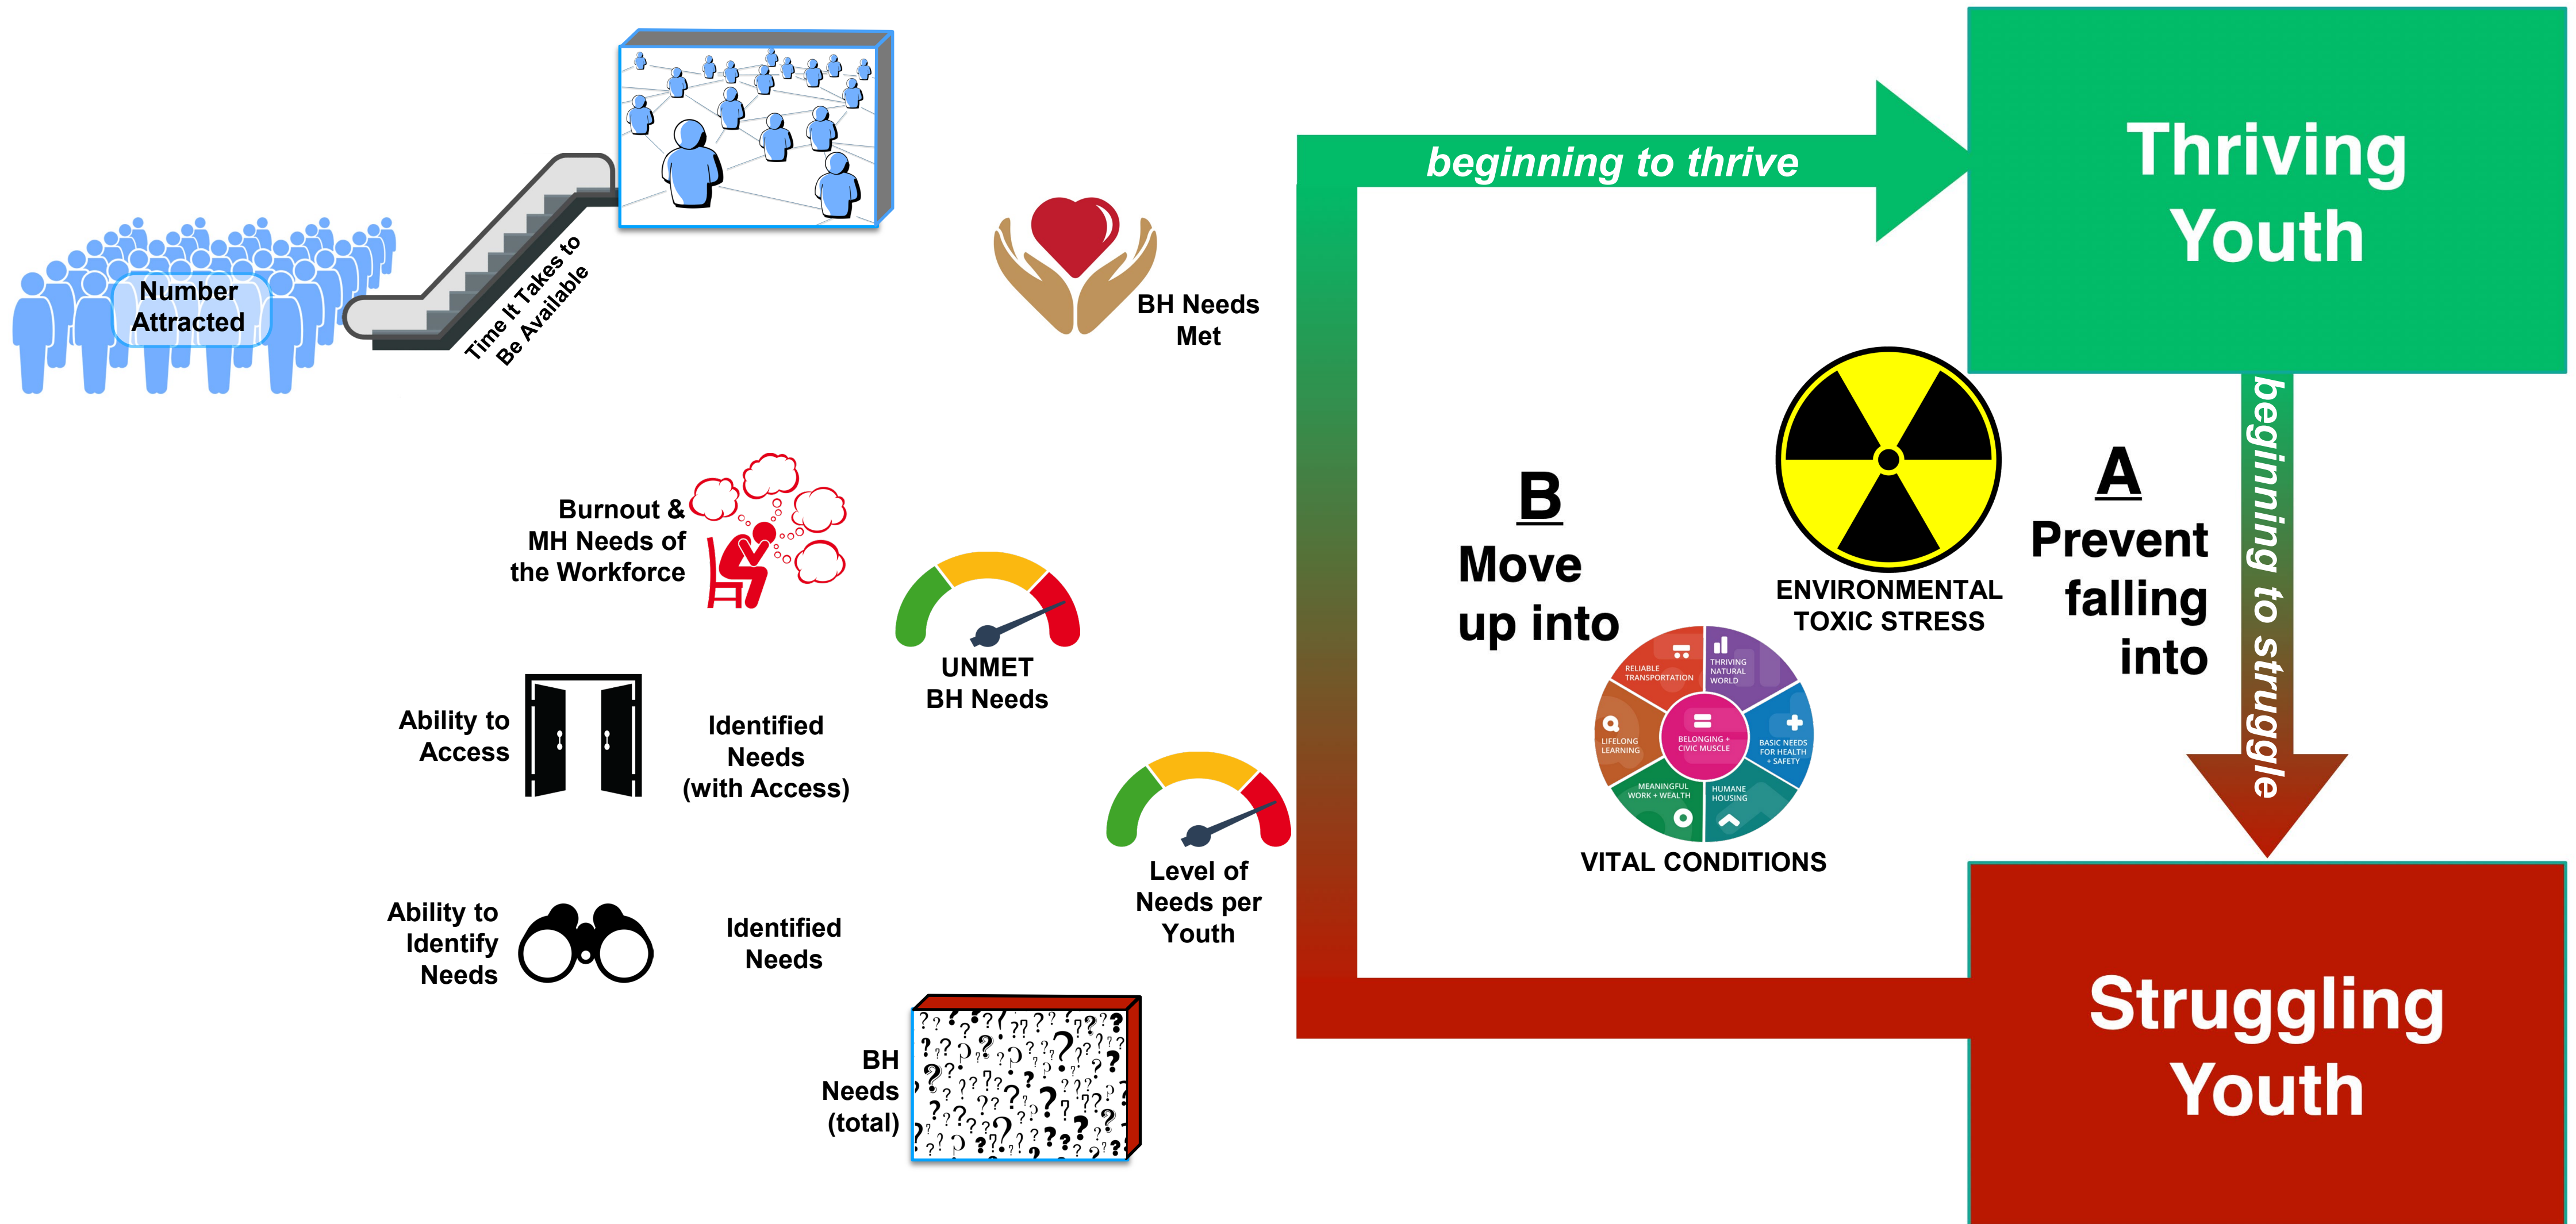 Number
Attracted
Time It Takes to
Be Available
BH Needs
Met
Burnout &
MH Needs of
the Workforce
UNMET
BH Needs
Ability to
Access
Identified
Needs
(with Access)
Level of
Needs per
Youth
Ability to
Identify
Needs
Identified
Needs
BH
Needs
(total)
beginning to thrive
Thriving
Youth
B
Move
up into
ENVIRONMENTAL
TOXIC STRESS
A
Prevent
falling
into
beginning to struggle
RELIABLE
TRANSPORTATION
THRIVING
NATURAL
WORLD
LIFELONG
LEARNING
BELONGING +
CIVIC MUSCLE
BASIC NEEDS
FOR HEALTH
+ SAFETY
MEANINGFUL
WORK + WEALTH
HUMANE
HOUSING
VITAL CONDITIONS
Struggling
Youth